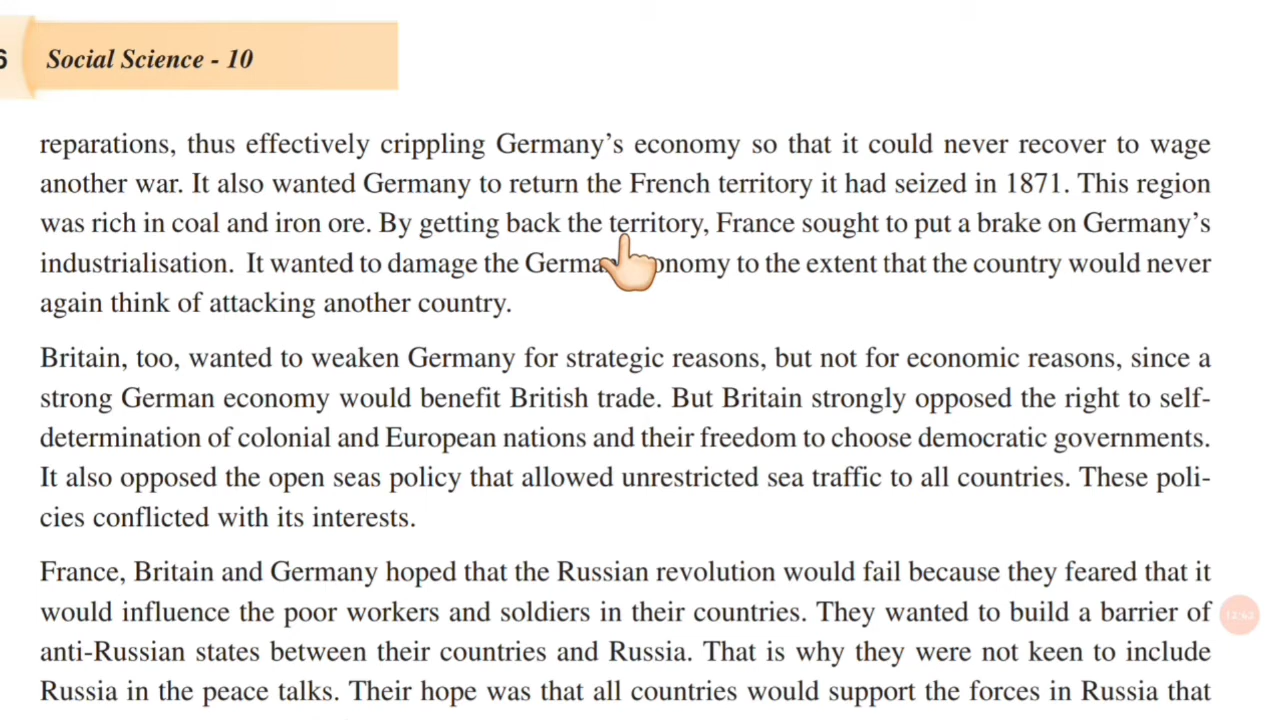 6
Social Science - 10
reparations, thus effectively crippling Germany’s economy so that it could never recover to wage
another war. It also wanted Germany to return the French territory it had seized in 1871. This region
was rich in coal and iron ore. By getting back the territory, France sought to put a brake on Germany’s
industrialisation. It wanted to damage the to the extent that the country would never
again think of attacking another country.
Britain, too, wanted to weaken Germany for strategic reasons, but not for economic reasons, since a
strong German economy would benefit British trade. But Britain strongly opposed the right to self-
determination of colonial and European nations and their freedom to choose democratic governments.
It also opposed the open seas policy that allowed unrestricted sea traffic to all countries. These poli-
cies conflicted with its interests.
France, Britain and Germany hoped that the Russian revolution would fail because they feared that it
would influence the poor workers and soldiers in their countries. They wanted to build a barrier of
anti-Russian states between their countries and Russia. That is why they were not keen to include
Russia in the peace talks. Their hope was that all countries would support the forces in Russia that